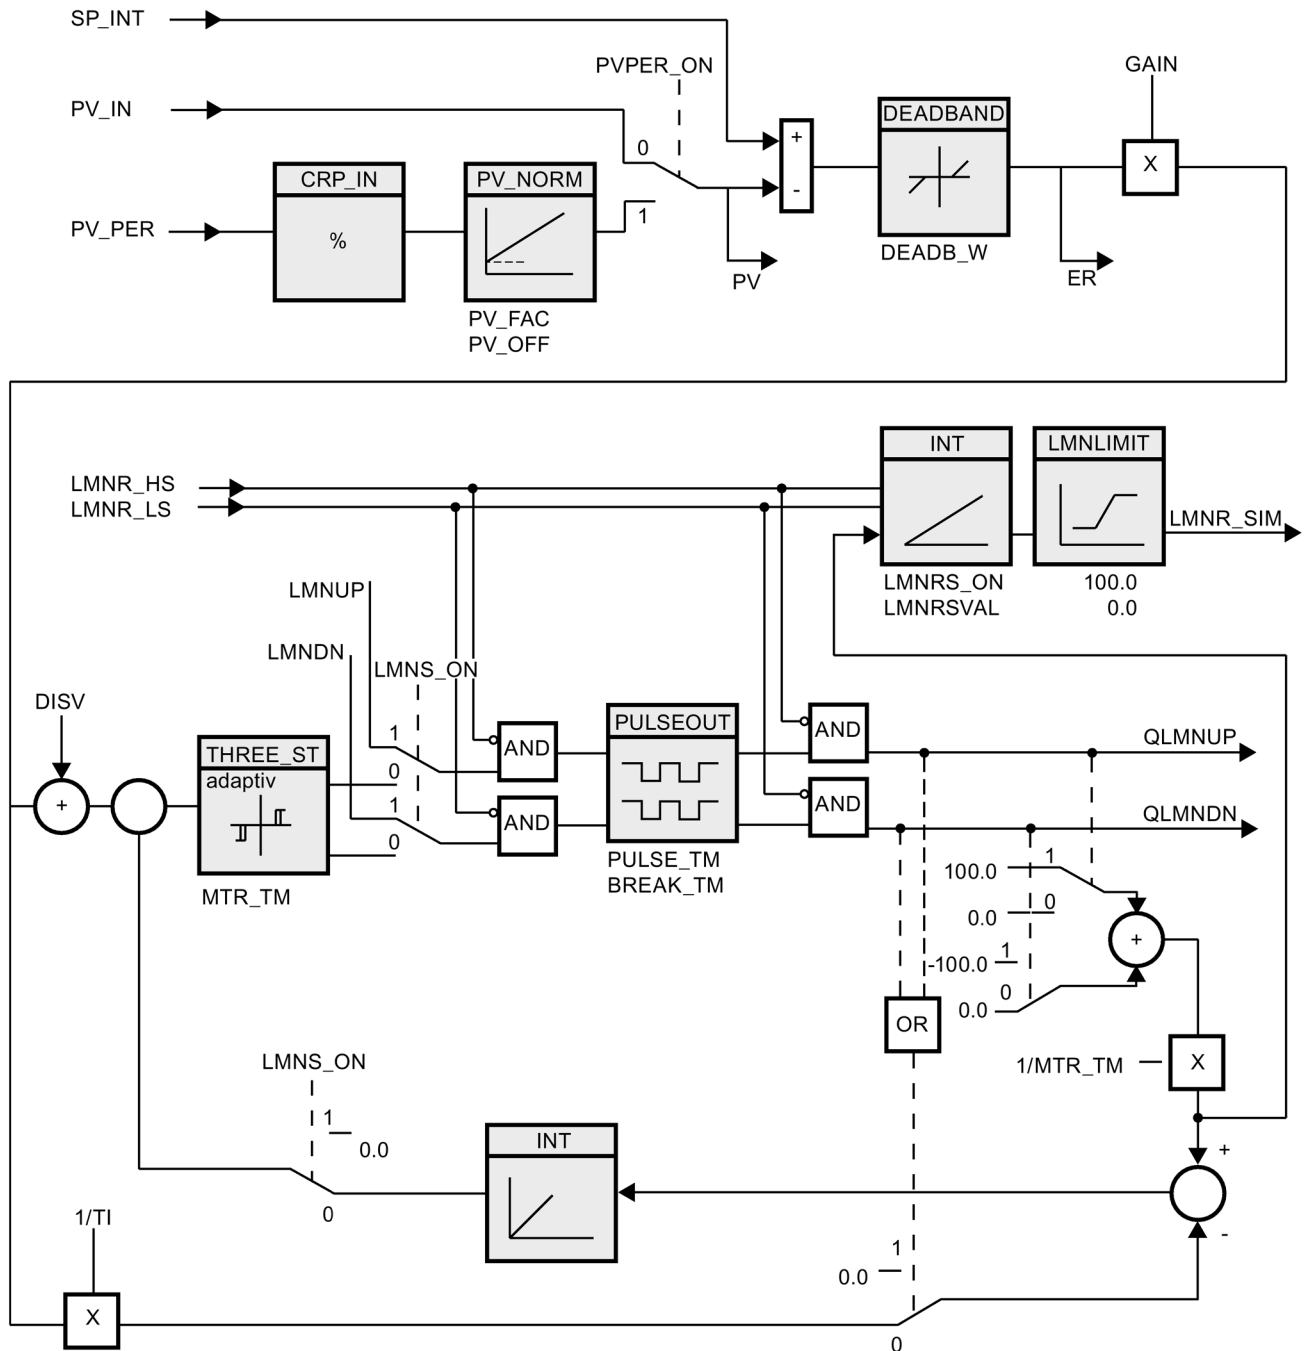 SP_INT
PVPER_ON
GAIN
PV_IN
DEADBAND
+
0
X
CRP_IN
PV_NORM
-
1
PV_PER
%
DEADB_W
PV
ER
PV_FAC
PV_OFF
INT
LMNLIMIT
LMNR_HS
LMNR_LS
LMNR_SIM
LMNUP
LMNRS_ON
100.0
LMNRSVAL
0.0
LMNDN
LMNS_ON
DISV
PULSEOUT
AND
1
QLMNUP
THREE_ST
AND
adaptiv
0
+
1
AND
AND
QLMNDN
0
PULSE_TM
1
100.0
MTR_TM
BREAK_TM
0
0.0
+
1
-100.0
0
0.0
OR
LMNS_ON
1/MTR_TM
X
1
0.0
INT
+
0
1/TI
-
1
0.0
X
0